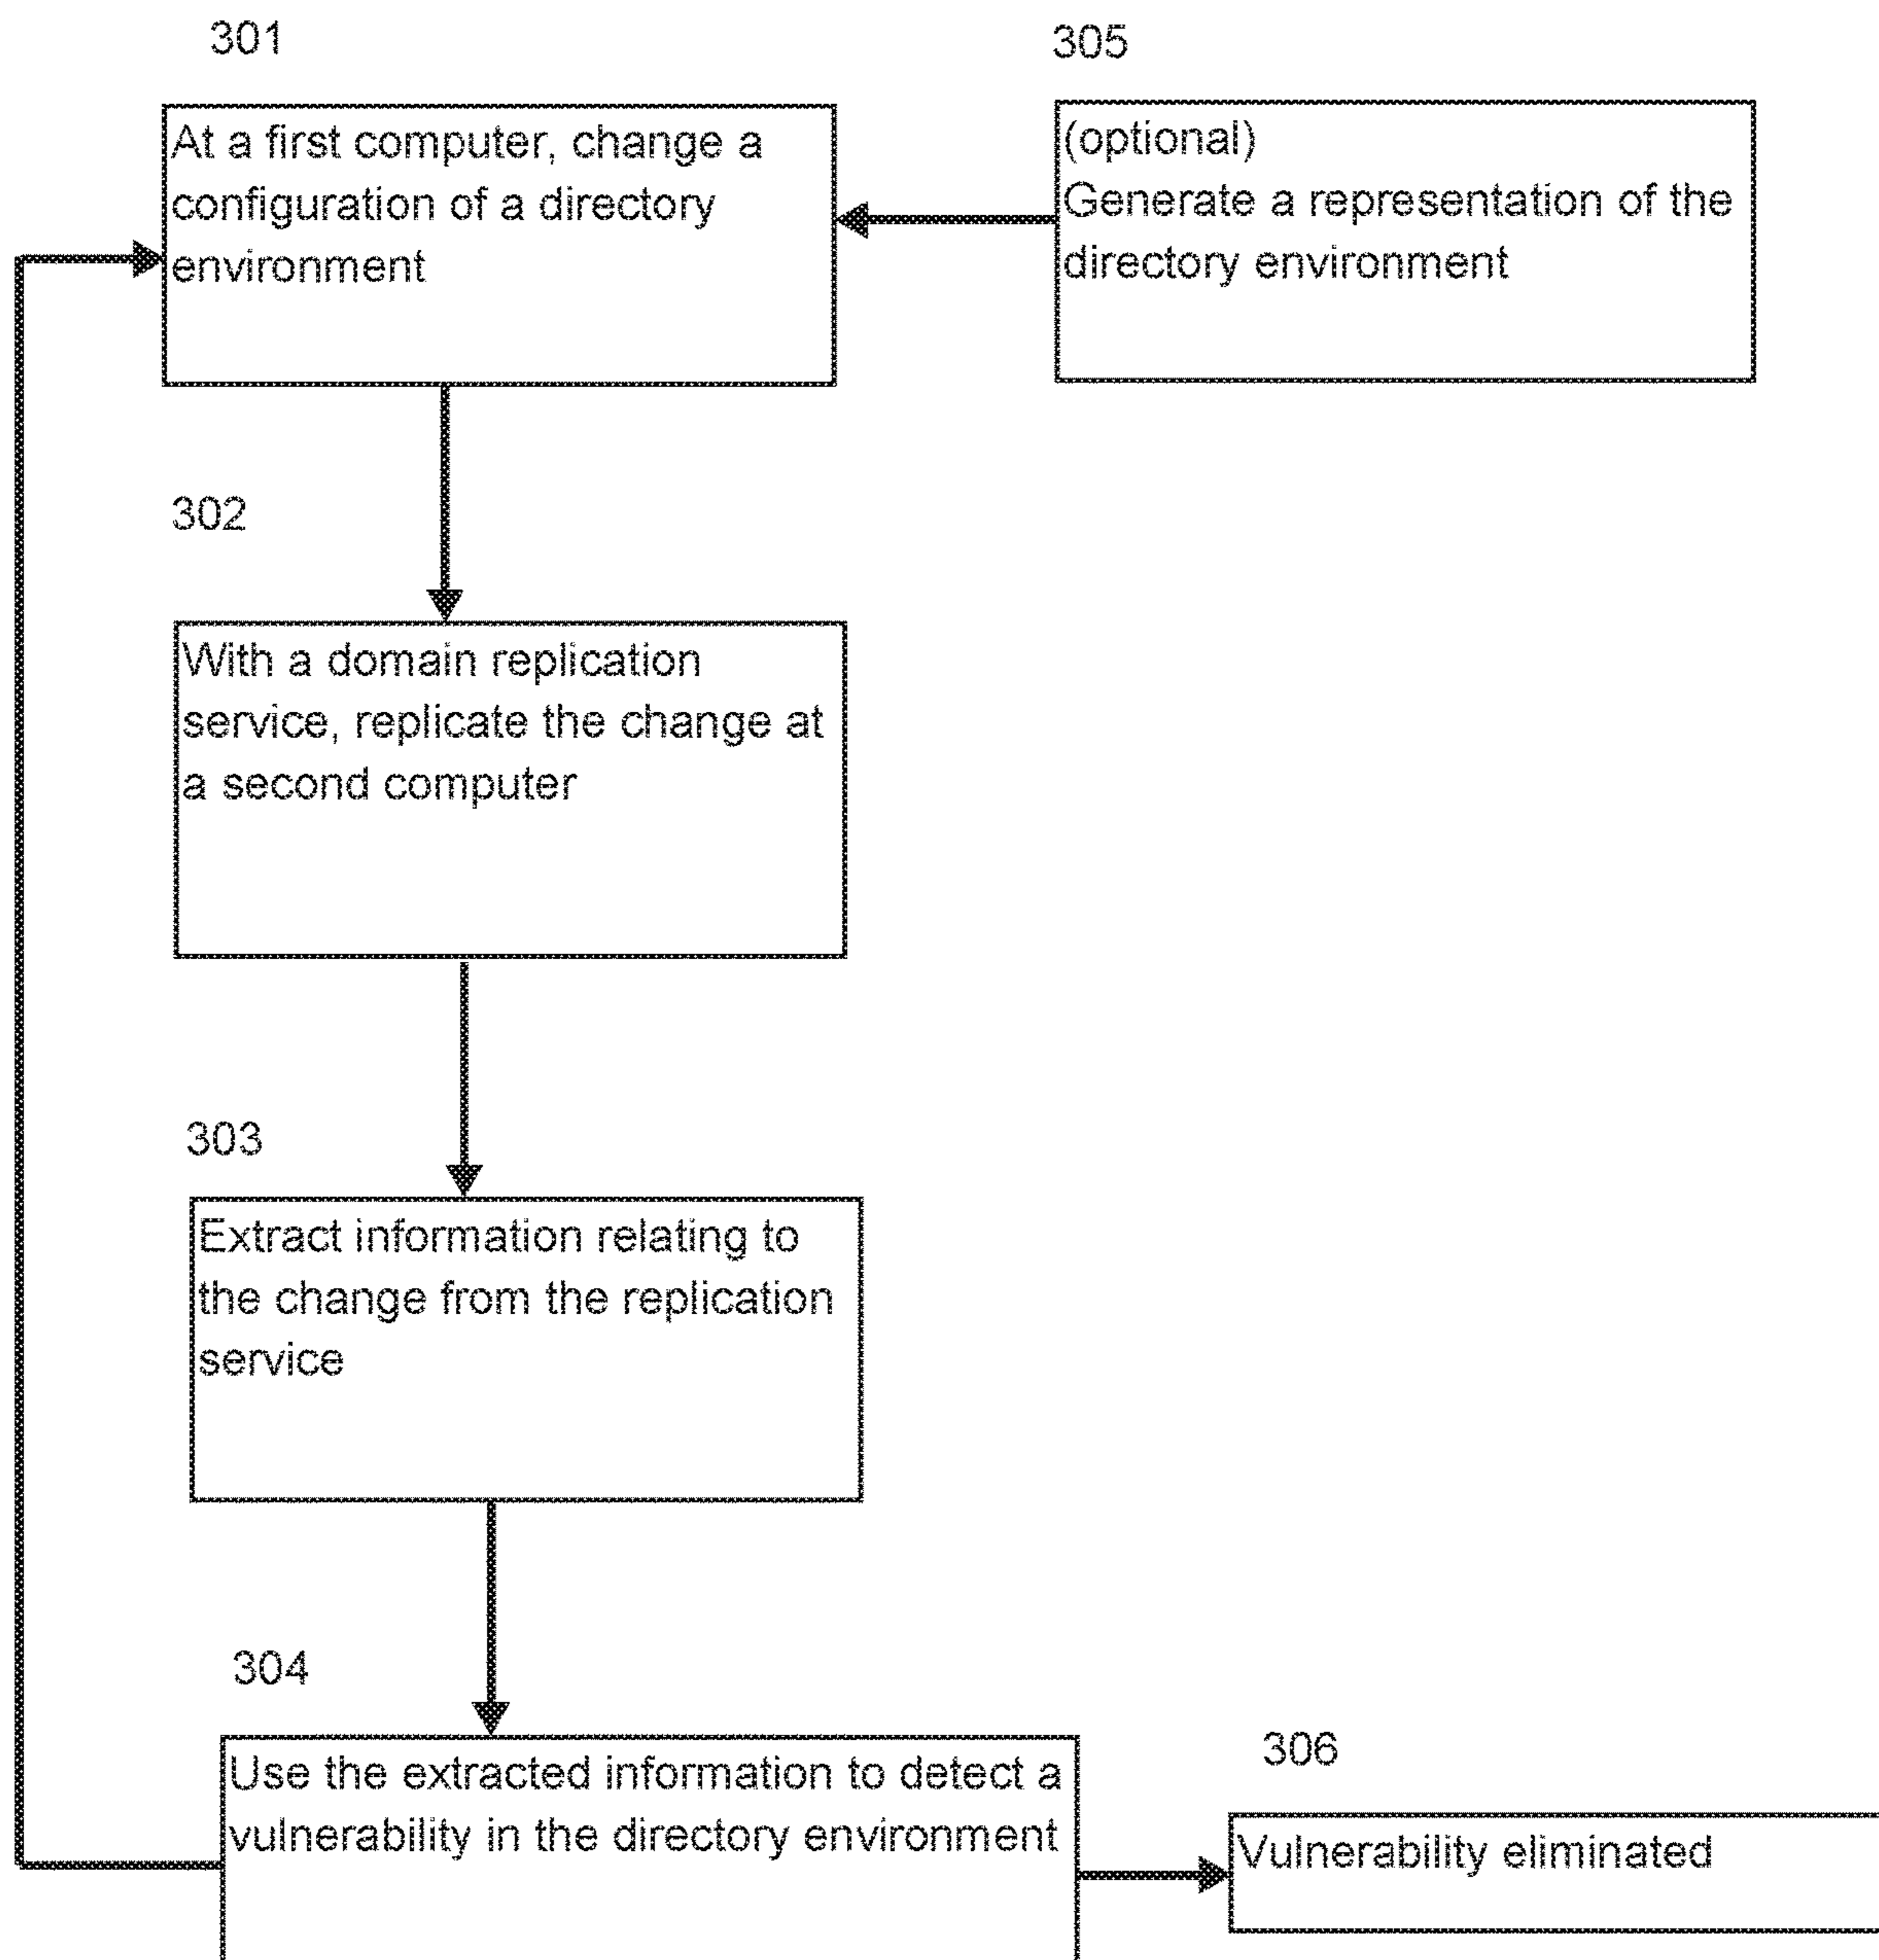 301
At a first computer, change a
configuration of a directory
environment
305
(optional)
Generate a representation of the
directory environment
302
With a domain replication
service, replicate the change at
a second computer
303
Extract information relating to
the change from the replication
service
304
Use the extracted information to detect a
vulnerability in the directory environment
306
Vulnerability eliminated